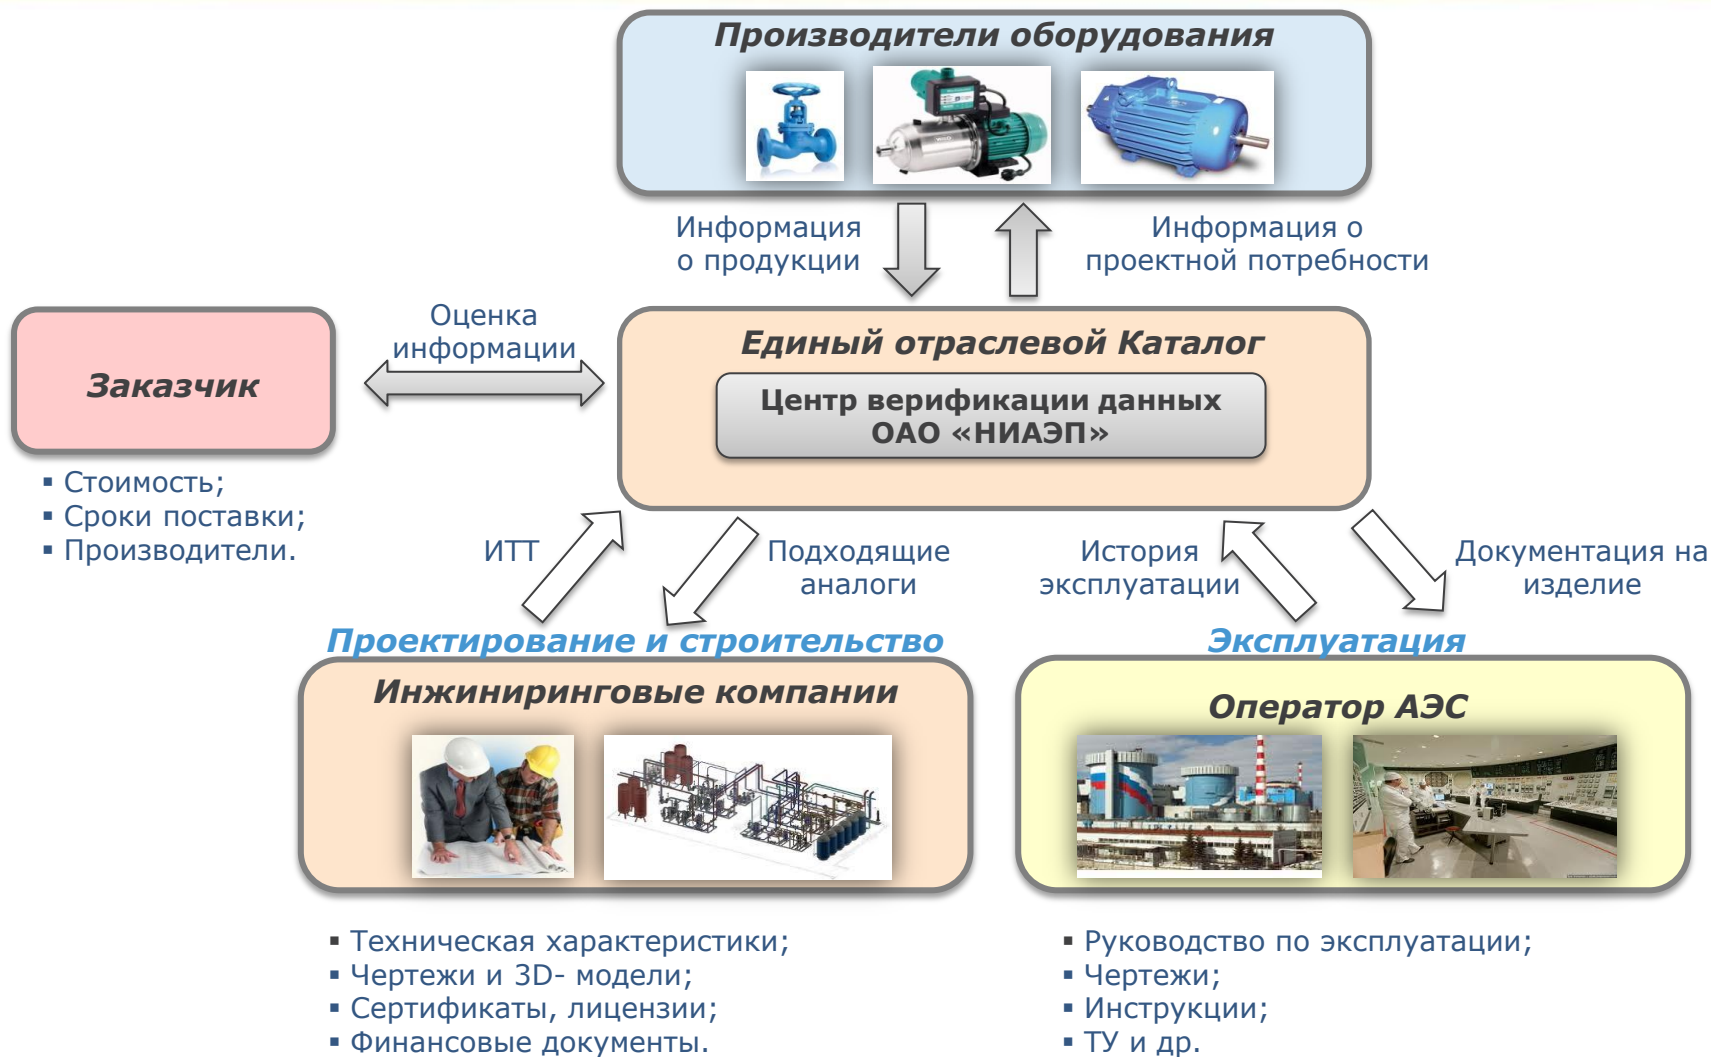 Производители оборудования
Информация
о продукции
Информация о
проектной потребности
Оценка
информации
Заказчик
Единый отраслевой Каталог
Центр верификации данных
ОАО «НИАЭП»
▪ Стоимость;
▪ Сроки поставки;
▪ Производители.
ИТТ
Подходящие
аналоги
История
эксплуатации
Документация на
изделие
Проектирование и строительство
Инжиниринговые компании
Эксплуатация
Оператор АЭС
▪ Техническая характеристики;
▪ Чертежи и 3D- модели;
▪ Сертификаты, лицензии;
▪ Финансовые документы.
▪ Руководство по эксплуатации;
▪ Чертежи;
▪ Инструкции;
▪ ТУ и др.